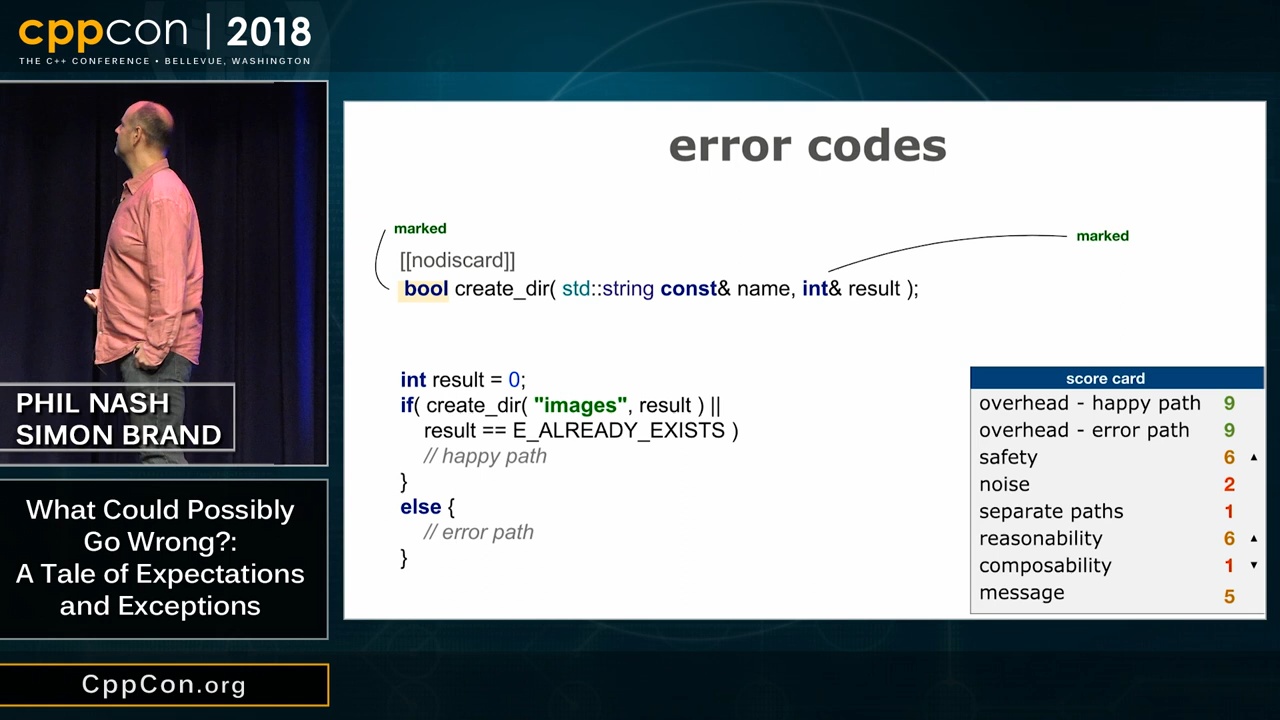 cppcon | 2018
THE C++ CONFERENCE • BELLEVUE, WASHINGTON
PHIL NASH
SIMON BRAND
What Could Possibly
Go Wrong?:
A Tale of Expectations
and Exceptions
CppCon.org
error codes
marked
marked
[[nodiscard]]
bool create_dir( std::string const& name, int& result );
int result = 0;
if( create_dir( "images", result ) ||
result == E_ALREADY_EXISTS )
// happy path
}
else {
// error path
}
score card
overhead - happy path 9
overhead - error path 9
safety 6 ▲
noise 2
separate paths 1
reasonability 6 ▲
composability 1 ▼
message 5